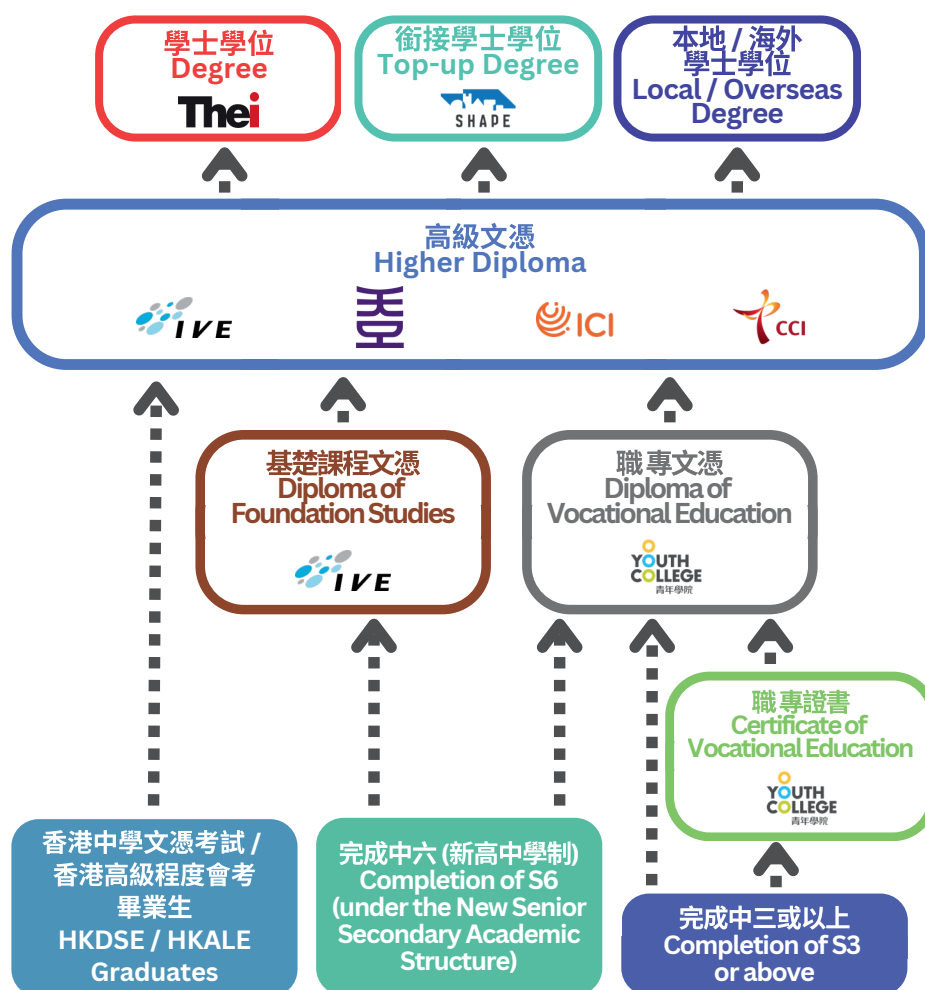 學士學位
Degree
Thei
銜接學士學位
Top-up Degree
SHAPE
本地 / 海外
學士學位
Local / Overseas
Degree
高級文憑
Higher Diploma
IVE
ICI
CCI
基楚課程文憑
Diploma of
Foundation Studies
IVE
職專文憑
Diploma of
Vocational Education
YOUTH
COLLEGE
青年學院
職專證書
Certificate of
Vocational Education
YOUTH
COLLEGE
青年學院
香港中學文憑考試 /
香港高級程度會考
畢業生
HKDSE / HKALE
Graduates
完成中六 (新高中學制)
Completion of S6
(under the New Senior
Secondary Academic
Structure)
完成中三或以上
Completion of S3
or above